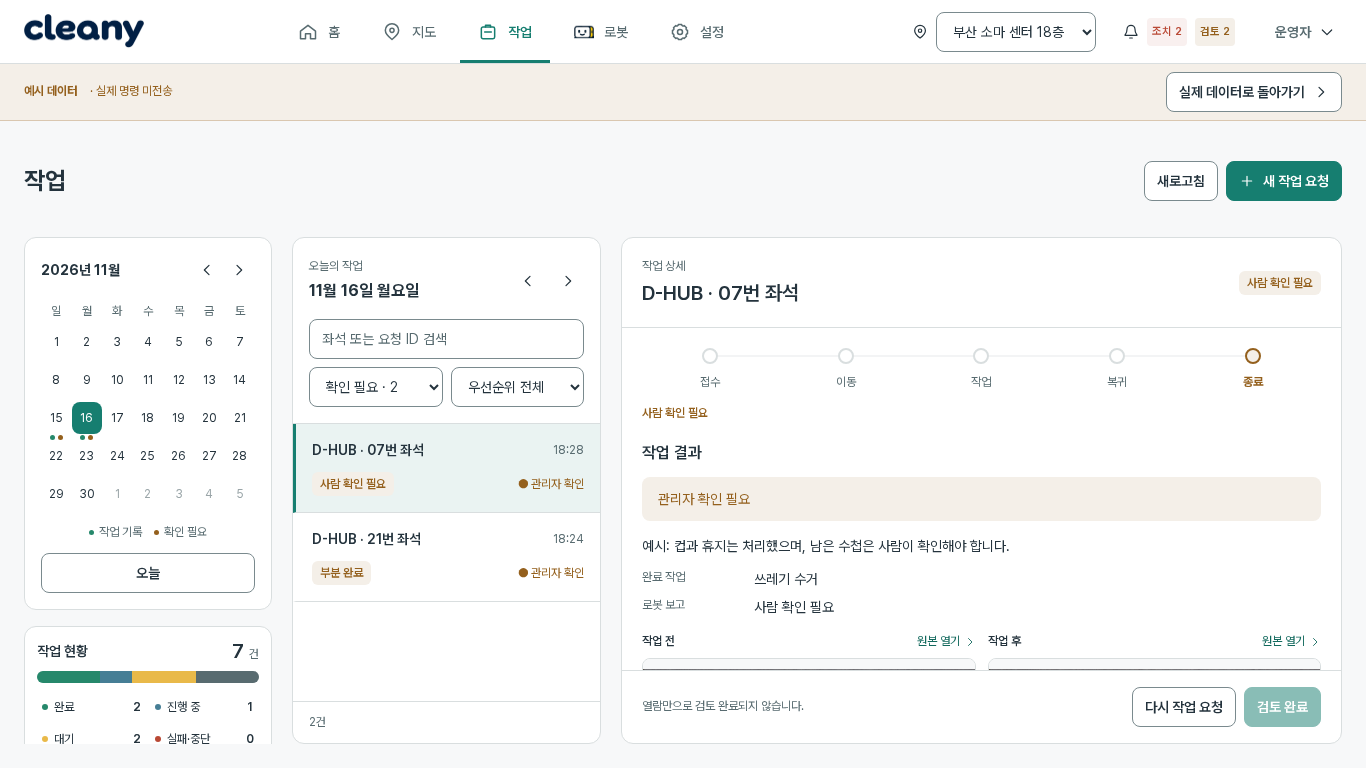 cleany
홈
지도
작업
로봇
설정
부산 소마 센터 18층
조치 2
검토 2
운영자
예시 데이터 · 실제 명령 미전송
실제 데이터로 돌아가기
작업
새로고침
새 작업 요청
2026년 11월
일 월 화 수 목 금 토
1 2 3 4 5 6 7
8 9 10 11 12 13 14
15 16 17 18 19 20 21
22 23 24 25 26 27 28
29 30 1 2 3 4 5
작업 기록 확인 필요
오늘
작업 현황 7 건
완료 2 진행 중 1
대기 2 실패·중단 0
오늘의 작업
11월 16일 월요일
좌석 또는 요청 ID 검색
확인 필요 · 2
우선순위 전체
D-HUB · 07번 좌석 18:28
사람 확인 필요 관리자 확인
D-HUB · 21번 좌석 18:24
부분 완료 관리자 확인
2건
작업 상세
D-HUB · 07번 좌석
사람 확인 필요
접수 이동 작업 복귀 종료
사람 확인 필요
작업 결과
관리자 확인 필요
예시: 컵과 휴지는 처리했으며, 남은 수첩은 사람이 확인해야 합니다.
완료 작업 쓰레기 수거
로봇 보고 사람 확인 필요
작업 전 원본 열기
작업 후 원본 열기
열람만으로 검토 완료되지 않습니다.
다시 작업 요청
검토 완료